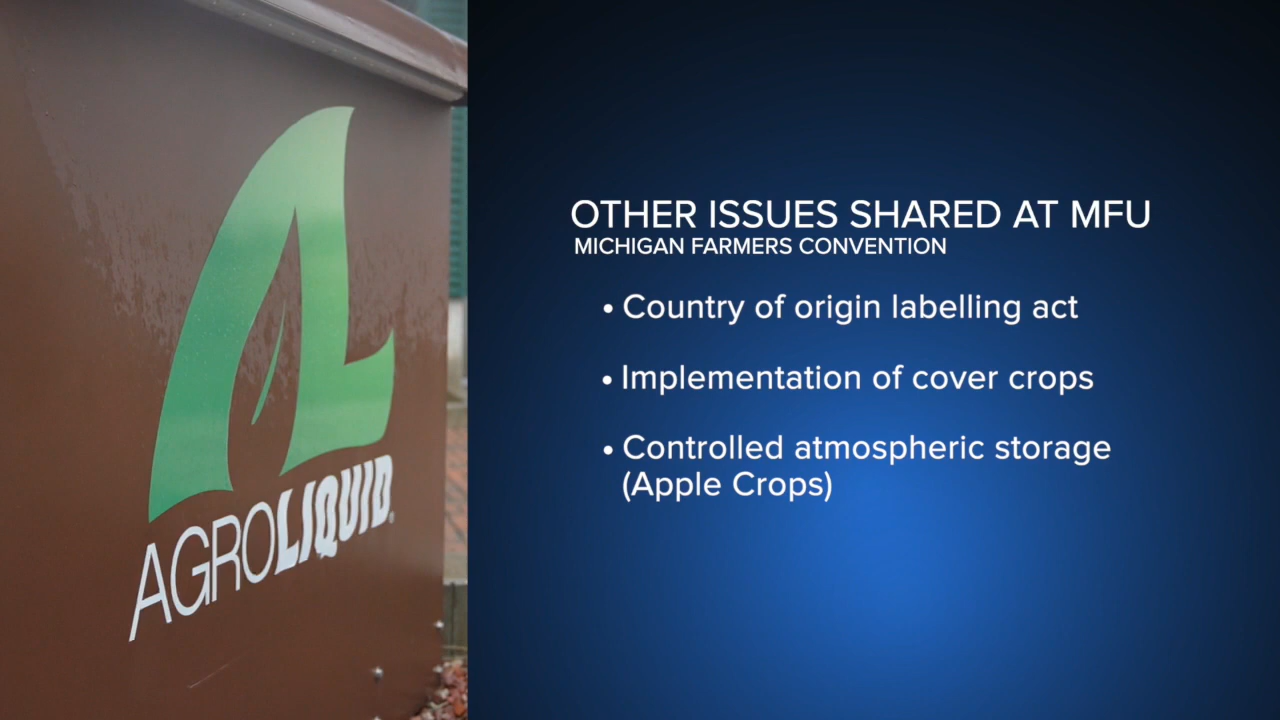 AGROLIQUID
OTHER ISSUES SHARED AT MFU
MICHIGAN FARMERS CONVENTION
• Country of origin labelling act
• Implementation of cover crops
• Controlled atmospheric storage
(Apple Crops)